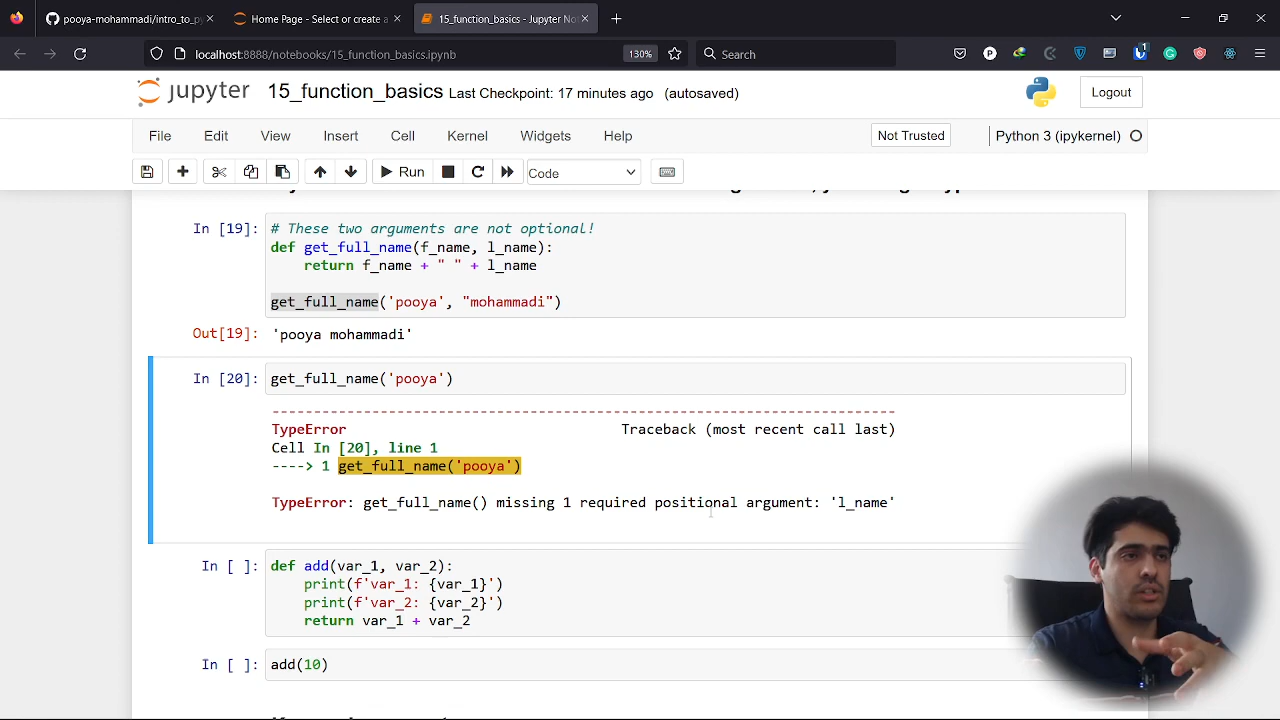 pooya-mohammadi/intro_to_p
Home Page - Select or create a
15_function_basics - Jupyter No
localhost:8888/notebooks/15_function_basics.ipynb
130%
Search
jupyter 15_function_basics Last Checkpoint: 17 minutes ago (autosaved)
Logout
File Edit View Insert Cell Kernel Widgets Help
Not Trusted
Python 3 (ipykernel)
Run
Code
In [19]:
# These two arguments are not optional!
def get_full_name(f_name, l_name):
return f_name + " " + l_name
get_full_name('pooya', "mohammadi")
Out[19]: 'pooya mohammadi'
In [20]: get_full_name('pooya')
---------------------------------------------------------------------------
TypeError Traceback (most recent call last)
Cell In [20], line 1
----> 1 get_full_name('pooya')
TypeError: get_full_name() missing 1 required positional argument: 'l_name'
In [ ]: def add(var_1, var_2):
print(f'var_1: {var_1}')
print(f'var_2: {var_2}')
return var_1 + var_2
In [ ]: add(10)